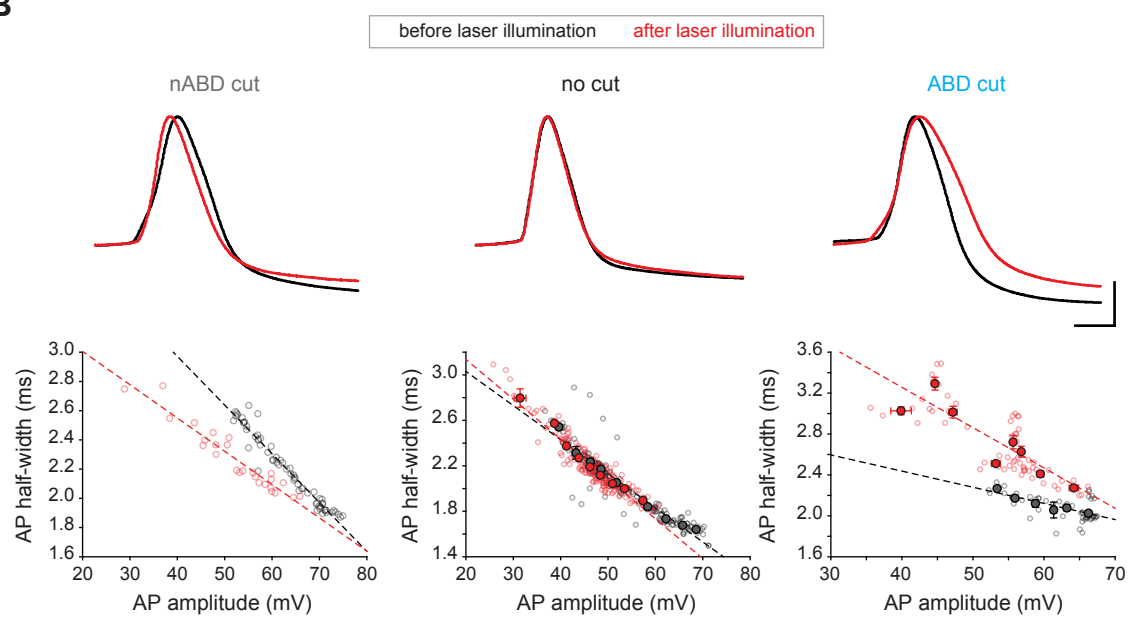 B
before laser illumination after laser illumination
nABD cut
no cut
ABD cut
AP half-width (ms)
3.0
2.8
2.6
2.4
2.2
2.0
1.8
1.6
20 30 40 50 60 70 80
AP amplitude (mV)
AP half-width (ms)
3.0
2.6
2.2
1.8
1.4
20 30 40 50 60 70 80
AP amplitude (mV)
AP half-width (ms)
3.6
3.2
2.8
2.4
2.0
1.6
30 40 50 60 70
AP amplitude (mV)